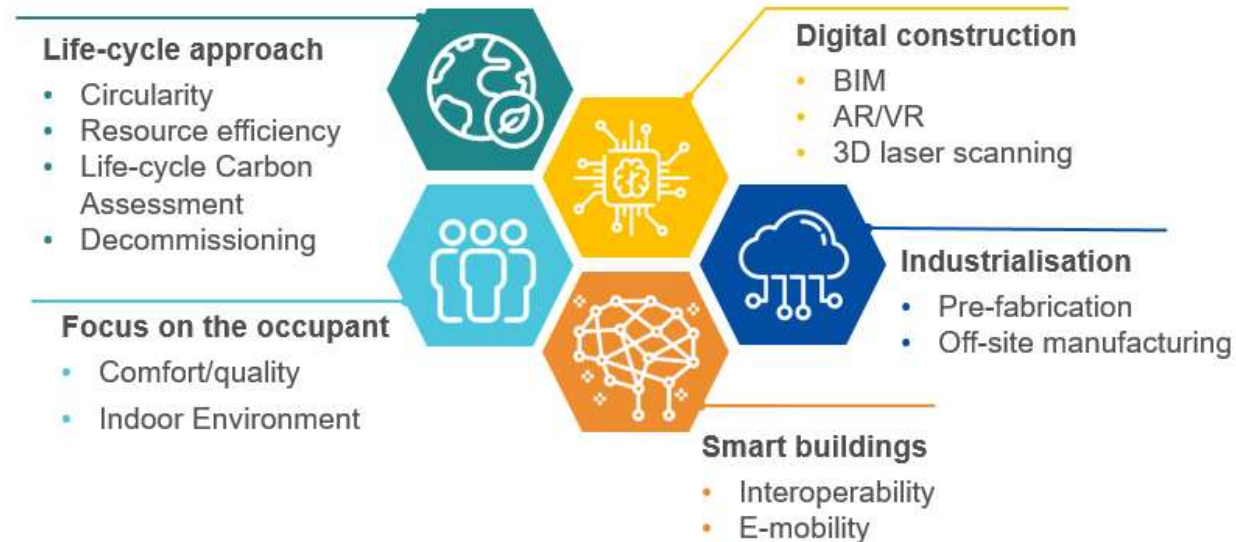 Life-cycle approach
• Circularity
• Resource efficiency
• Life-cycle Carbon
Assessment
• Decommissioning
Focus on the occupant
• Comfort/quality
• Indoor Environment
Digital construction
• BIM
• AR/VR
• 3D laser scanning
Industrialisation
• Pre-fabrication
• Off-site manufacturing
Smart buildings
• Interoperability
• E-mobility